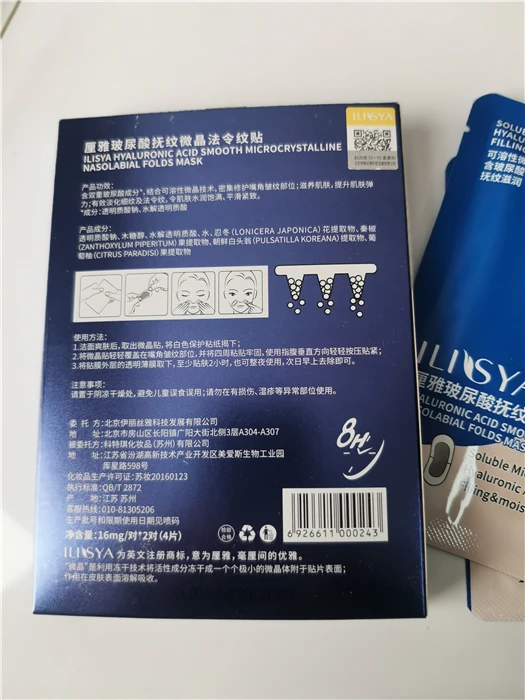 ILISYA
厘雅玻尿酸抚纹微晶法令纹贴
ILISYA HYALURONIC ACID SMOOTH MICROCRYSTALLINE
NASOLABIAL FOLDS MASK
产品功效:
含双重玻尿酸成分*,结合可溶性微晶技术,密集修护嘴角皱纹部位;滋养肌肤,提升肌肤弹
力;有效淡化细纹及法令纹,令肌肤水润饱满、平滑紧致。
*成分:透明质酸钠、水解透明质酸
产品成分:
透明质酸钠、木糖醇、水解透明质酸、水、忍冬(LONICERA JAPONICA)花提取物、秦椒
(ZANTHOXYLUM PIPERITUM)果提取物、朝鲜白头翁(PULSATILLA KOREANA)提取物、葡
萄柚(CITRUS PARADISI)果提取物
使用方法:
1.洁面爽肤后,取出微晶贴,将白色保护粘纸揭下;
2.将微晶贴轻轻覆盖在嘴角皱纹部位,并将四周粘贴牢固,使指腹垂直方向轻轻按压贴紧;
3.将贴膜外层的透明薄膜取下,至少贴肤2小时,也可整夜使用,次日早上去除即可。
注意事项:
请置于阴凉干燥处,避免儿童误食误用;请勿在有损伤、湿疹等异常部位使用。
委 托 方:北京伊丽丝雅科技发展有限公司
地 址:北京市房山区长阳镇广阳大街北侧3层A304-A307
被委托方:科特琪化妆品(苏州)有限公司
地 址:江苏省汾湖高新技术产业开发区美爱斯生物工业园
厍星路598号
化妆品生产许可证:苏妆20160123
执行标准:QB/T 2872
产 地:江苏 苏州
客服热线:010-81305206
生产批号和限期使用日期见喷码
净含量:16mg/对*2对(4片)
8H
6926611000243
ILISYA 为英文注册商标,意为厘雅,毫厘间的优雅。
“微晶”是利用冻干技术将活性成分冻干成一个个极小的微晶体附于贴片表面;
作用在皮肤表面溶解吸收。
SOLU
HYAL
FILLING
可溶性微
含玻尿酸
抚纹滋润
ILISYA
厘雅玻尿酸抚纹
ALURONIC ACID SMO
SOLABIAL FOLDS MA
oluble Mi
yaluronic A
ling&mois